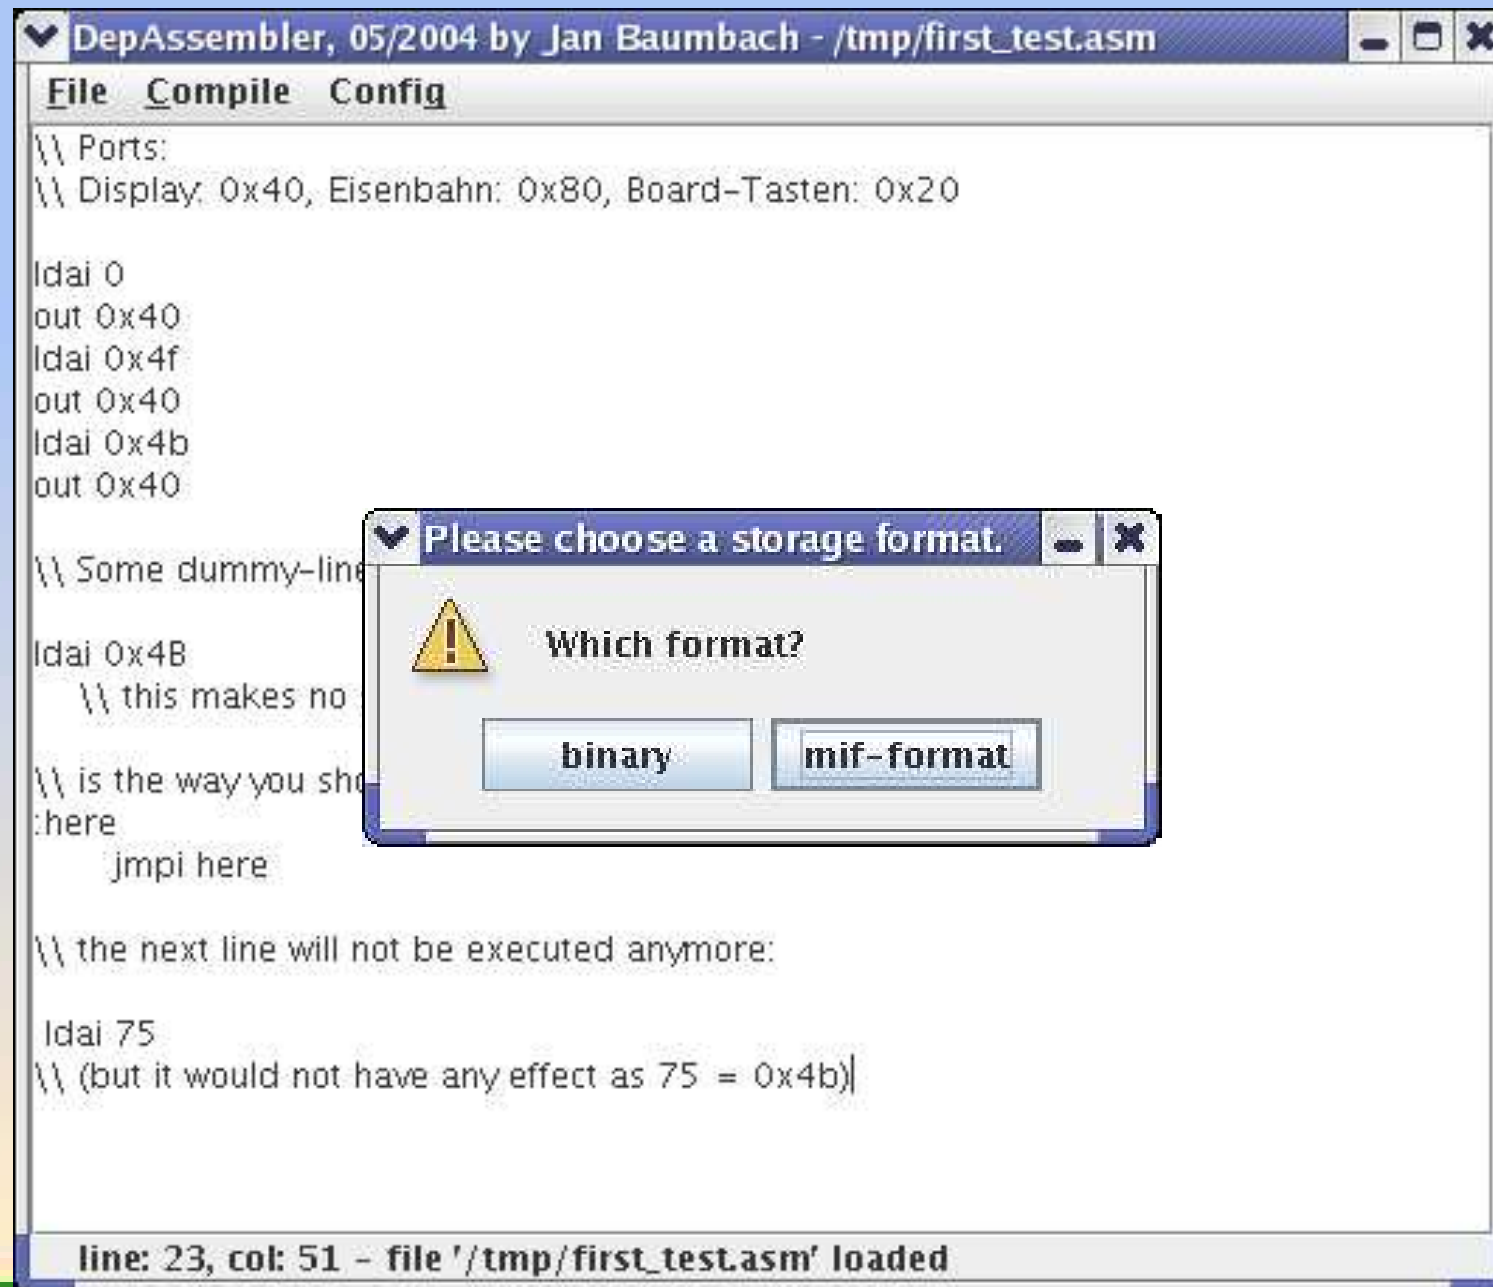 DepAssembler, 05/2004 by Jan Baumbach - /tmp/first_test.asm
File Compile Config
\\ Ports:
\\ Display: 0x40, Eisenbahn: 0x80, Board-Tasten: 0x20
ldai 0
out 0x40
ldai 0x4f
out 0x40
ldai 0x4b
out 0x40
\\ Some dummy-line
ldai 0x4B
\\ this makes no
\\ is the way you sho
:here
jmpi here
\\ the next line will not be executed anymore:
ldai 75
\\ (but it would not have any effect as 75 = 0x4b)
Please choose a storage format.
Which format?
binary mif-format
line: 23, col: 51 - file '/tmp/first_test.asm' loaded